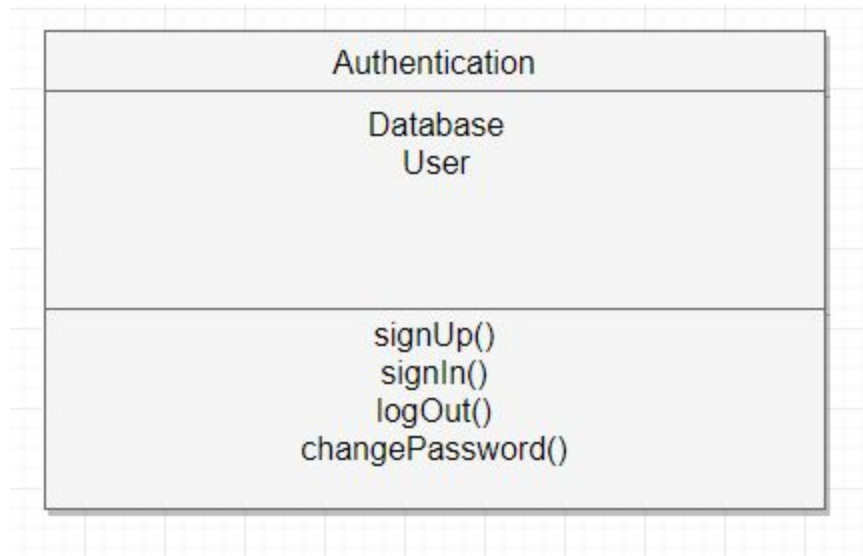 Authentication
Database
User
signUp()
signIn()
logOut()
changePassword()